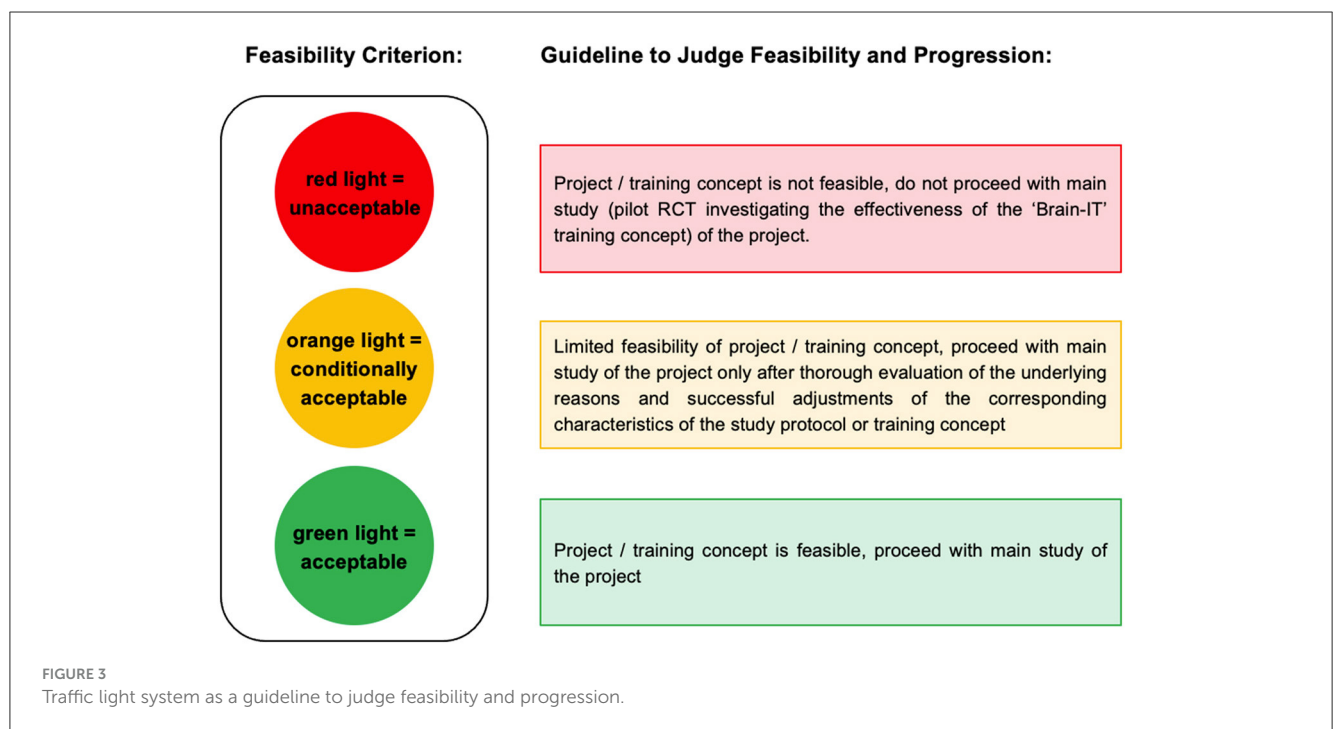 Feasibility Criterion:
Guideline to Judge Feasibility and Progression:
red light =
unacceptable
Project / training concept is not feasible, do not proceed with main
study (pilot RCT investigating the effectiveness of the ‘Brain-IT’
training concept) of the project.
orange light =
conditionally
acceptable
Limited feasibility of project / training concept, proceed with main
study of the project only after thorough evaluation of the underlying
reasons and successful adjustments of the corresponding
characteristics of the study protocol or training concept
green light =
acceptable
Project / training concept is feasible, proceed with main study of
the project
FIGURE 3
Traffic light system as a guideline to judge feasibility and progression.